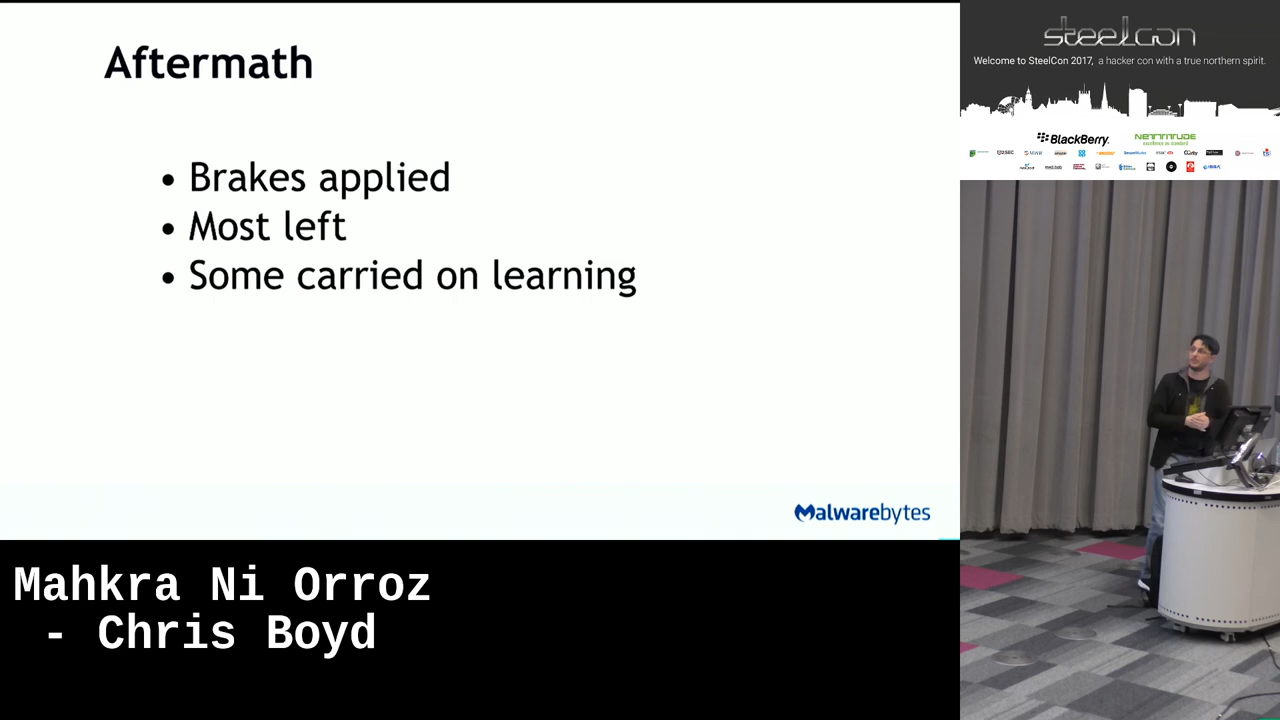 Aftermath
• Brakes applied
• Most left
• Some carried on learning
Malwarebytes
Mahkra Ni Orroz
- Chris Boyd
steelcon
Welcome to SteelCon 2017, a hacker con with a true northern spirit.
BlackBerry
NETTITUDE